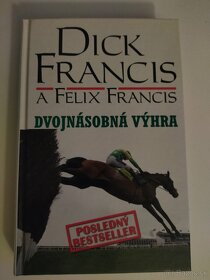 DICK
FRANCIS
A FELIX FRANCIS
DVOJNÁSOBNÁ VÝHRA
POSLEDNÝ
BESTSELLER